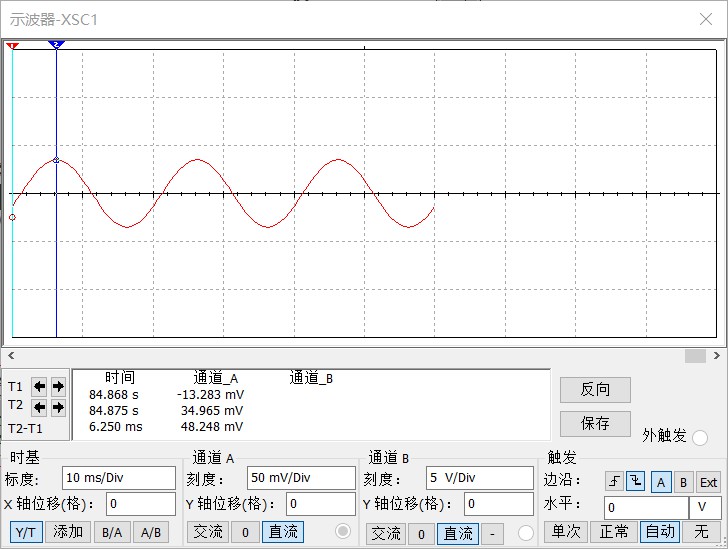 示波器-XSC1
1
2
时间 通道_A 通道_B
T1 84.868 s -13.283 mV
T2 84.875 s 34.965 mV
T2-T1 6.250 ms 48.248 mV
反向
保存
外触发
时基
标度: 10 ms/Div
X 轴位移(格): 0
Y/T 添加 B/A A/B
通道 A
刻度: 50 mV/Div
Y 轴位移(格): 0
交流 0 直流
通道 B
刻度: 5 V/Div
Y 轴位移(格): 0
交流 0 直流 -
触发
边沿: A B Ext
水平: 0 V
单次 正常 自动 无